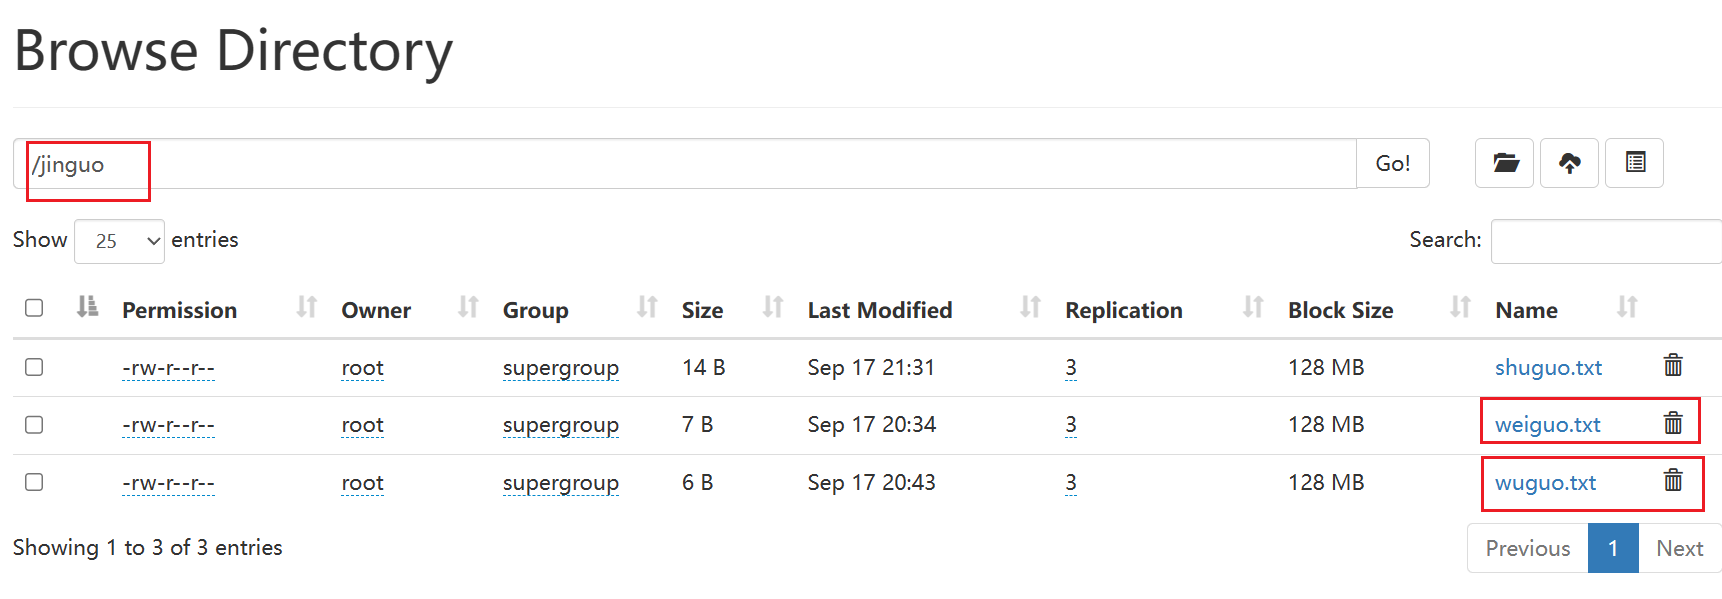 Browse Directory
/jinguo Go!
Show 25 entries Search:
Permission Owner Group Size Last Modified Replication Block Size Name
-rw-r--r-- root supergroup 14 B Sep 17 21:31 3 128 MB shuguo.txt
-rw-r--r-- root supergroup 7 B Sep 17 20:34 3 128 MB weiguo.txt
-rw-r--r-- root supergroup 6 B Sep 17 20:43 3 128 MB wuguo.txt
Showing 1 to 3 of 3 entries Previous 1 Next